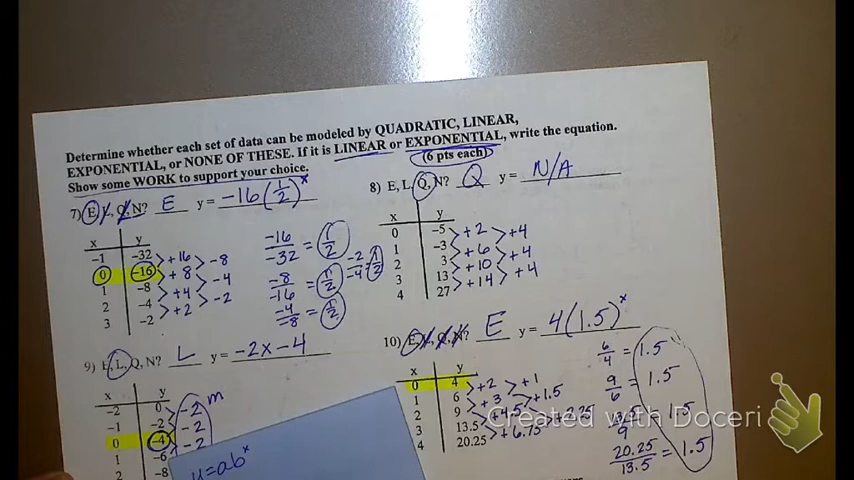 Determine whether each set of data can be modeled by QUADRATIC, LINEAR,
EXPONENTIAL, or NONE OF THESE. If it is LINEAR or EXPONENTIAL, write the equation.
(6 pts each)
Show some WORK to support your choice.
7) E, L, Q, N? E y = -16(1/2)^x
x y
-1 -32
0 -16
1 -8
2 -4
3 -2
+16
+8
+4
+2
-8
-4
-2
-16/-32 = 1/2
-8/-16 = 1/2
-4/-8 = 1/2
-2/-4 = 1/2
8) E, L, Q, N? Q y = N/A
x y
0 -5
1 -3
2 3
3 13
4 27
+2
+6
+10
+14
+4
+4
+4
9) E, L, Q, N? L y = -2x-4
x y
-2 0
-1 -2
0 -4
1 -6
2 -8
-2 m
-2
-2
y=ab^x
10) E, L, Q, N? E y = 4(1.5)^x
x y
0 4
1 6
2 9
3 13.5
4 20.25
+2
+3
+4.5
+6.75
+1
+1.5
+2.25
6/4 = 1.5
9/6 = 1.5
13.5/9 = 1.5
20.25/13.5 = 1.5
Created with Doceri